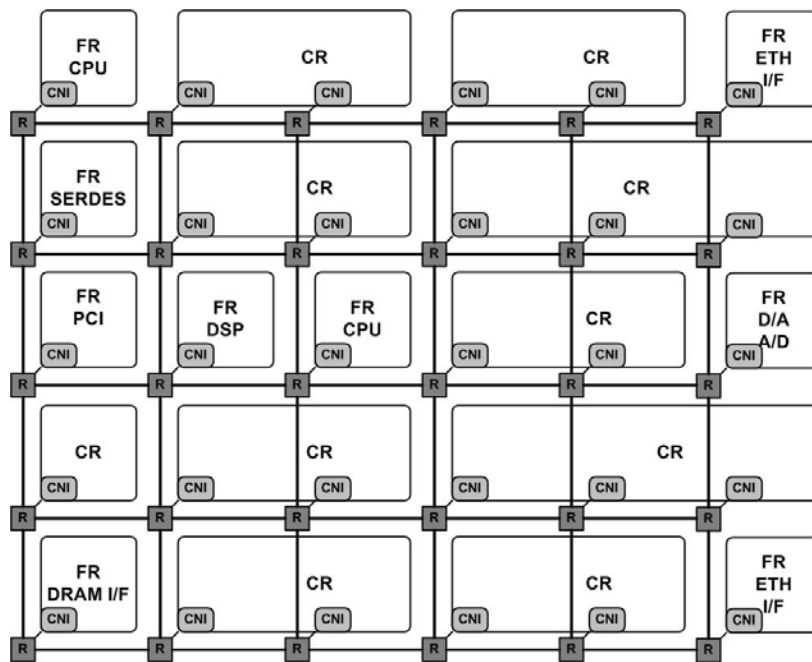 FR
CPU
CR
CR
FR
ETH
I/F
CNI CNI CNI CNI CNI CNI
R R R R R R
FR
SERDES
CR
CR
CNI CNI CNI CNI CNI CNI
R R R R R R
FR
PCI
FR
DSP
FR
CPU
CR
FR
D/A
A/D
CNI CNI CNI CNI CNI CNI
R R R R R R
CR
CR
CR
CNI CNI CNI CNI CNI CNI
R R R R R R
FR
DRAM I/F
CR
CR
FR
ETH
I/F
CNI CNI CNI CNI CNI CNI
R R R R R R